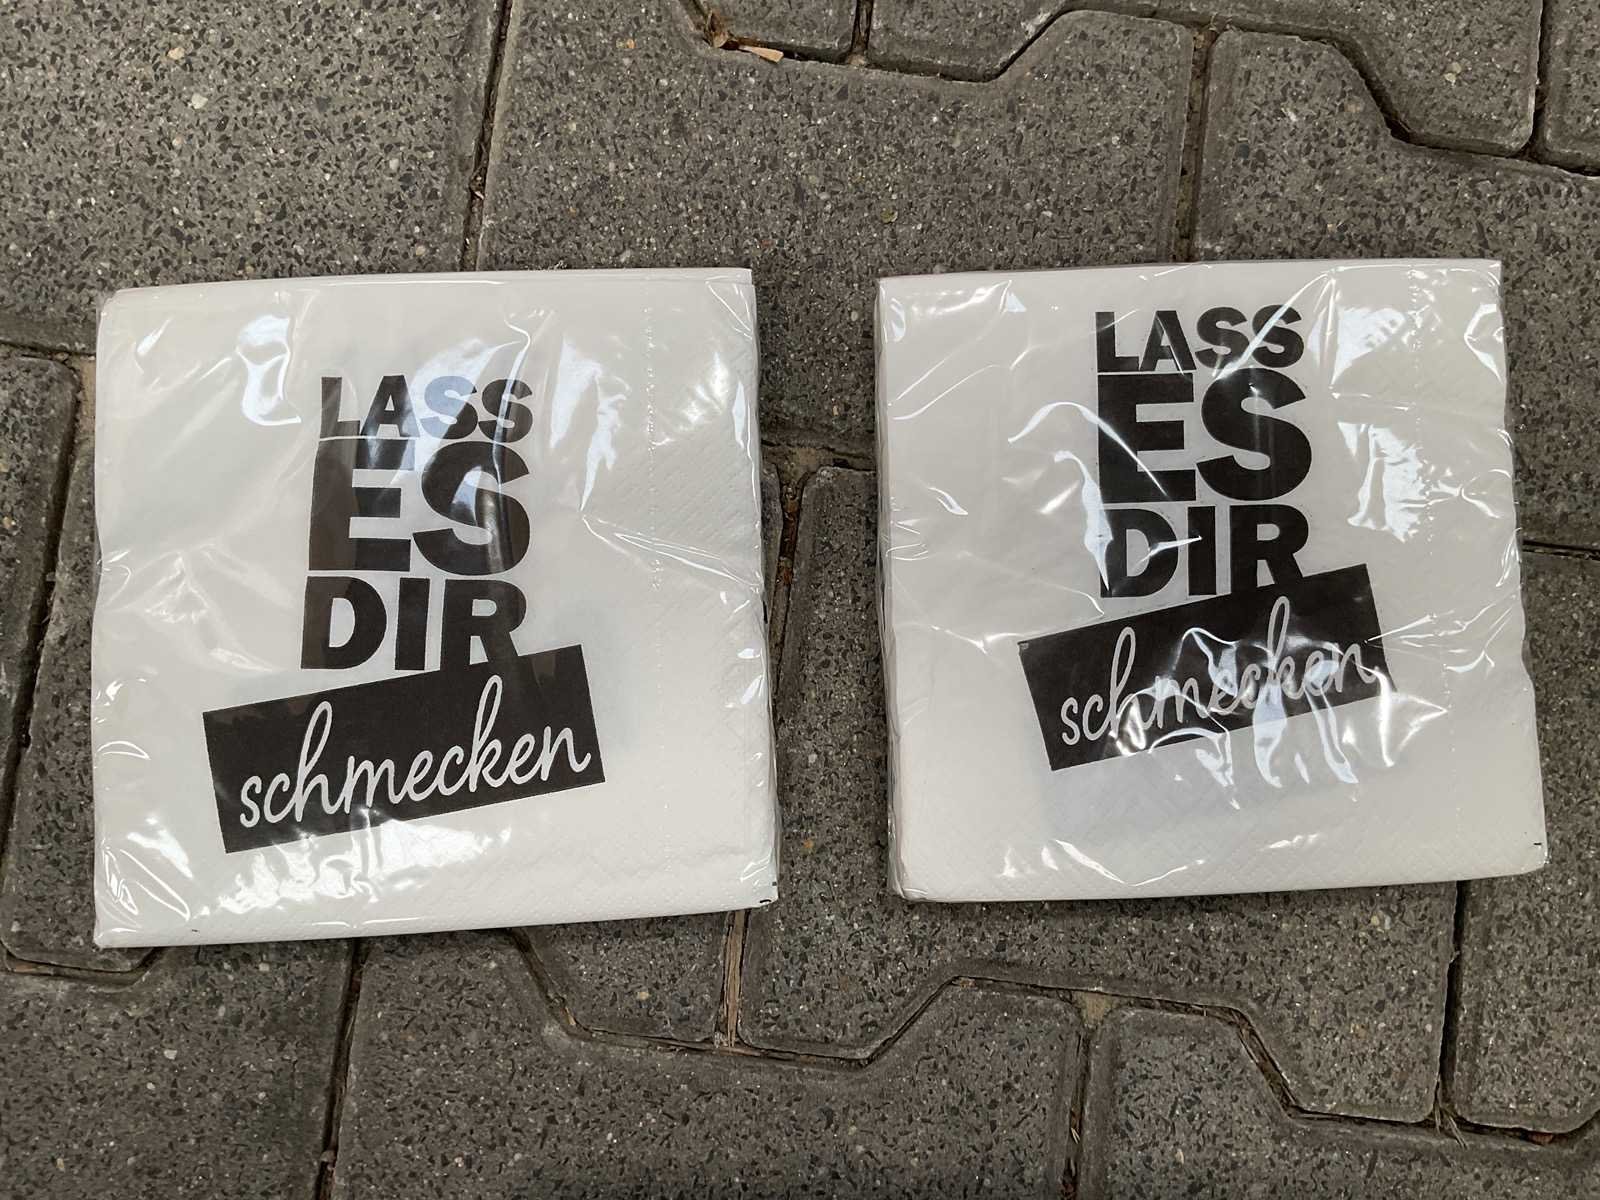 LASS
ES
DIR
schmecken
LASS
ES
DIR
schmecken